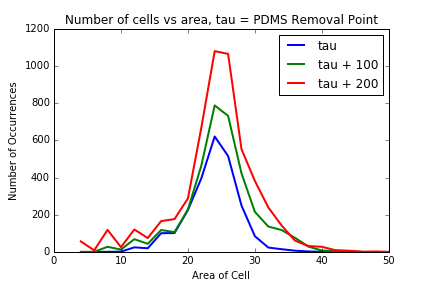 Number of cells vs area, tau = PDMS Removal Point
1200
1000
800
600
400
200
0
Number of Occurrences
tau
tau + 100
tau + 200
0
10
20
30
40
50
Area of Cell